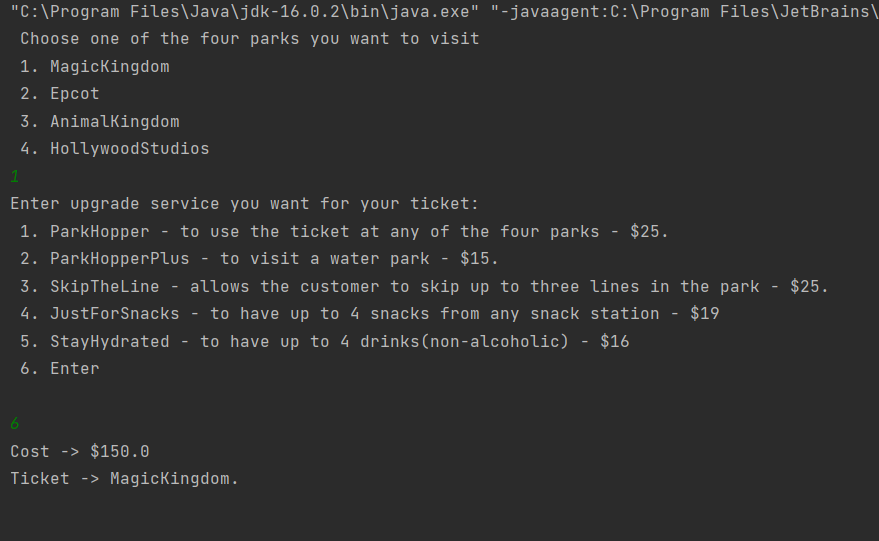 "C:\Program Files\Java\jdk-16.0.2\bin\java.exe" "-javaagent:C:\Program Files\JetBrains\
Choose one of the four parks you want to visit
1. MagicKingdom
2. Epcot
3. AnimalKingdom
4. HollywoodStudios
1
Enter upgrade service you want for your ticket:
1. ParkHopper - to use the ticket at any of the four parks - $25.
2. ParkHopperPlus - to visit a water park - $15.
3. SkipTheLine - allows the customer to skip up to three lines in the park - $25.
4. JustForSnacks - to have up to 4 snacks from any snack station - $19
5. StayHydrated - to have up to 4 drinks(non-alcoholic) - $16
6. Enter
6
Cost -> $150.0
Ticket -> MagicKingdom.